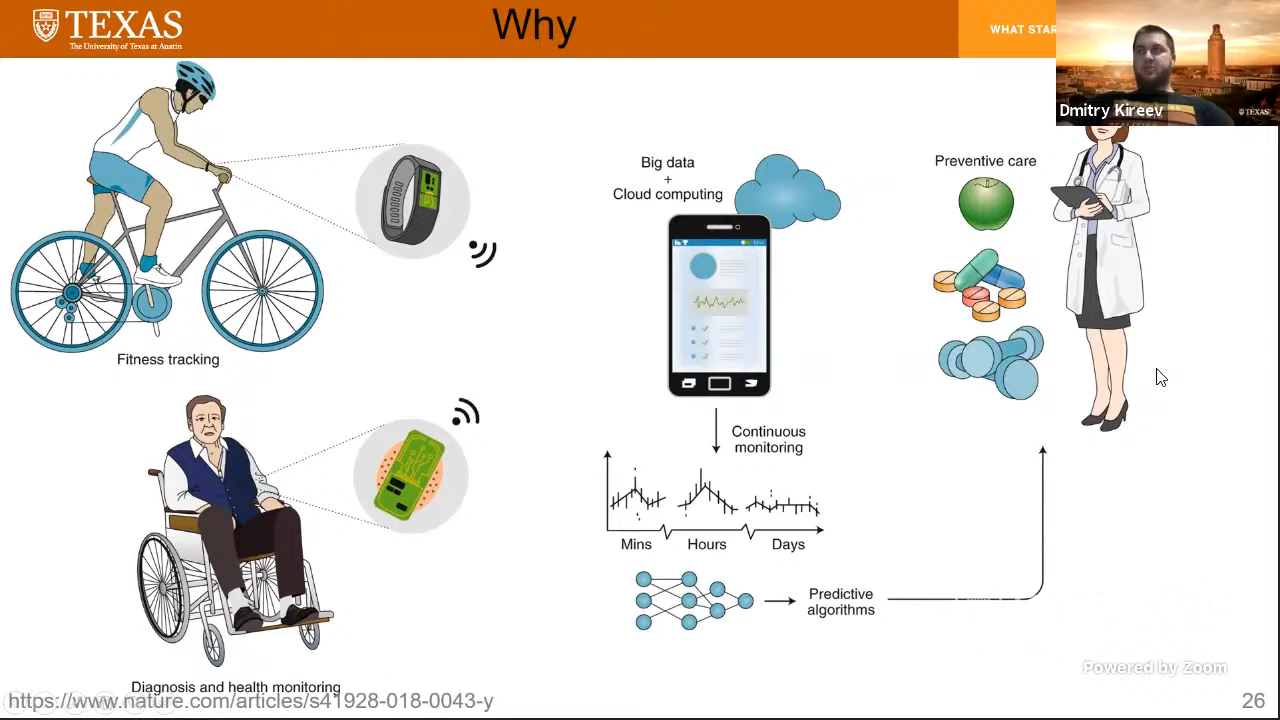 TEXAS
The University of Texas at Austin
Why
WHAT STAR
Dmitry Kireev
TEXAS
Big data
+
Cloud computing
Preventive care
Fitness tracking
Continuous
monitoring
Mins
Hours
Days
Predictive
algorithms
Diagnosis and health monitoring
https://www.nature.com/articles/s41928-018-0043-y
Powered by Zoom
26